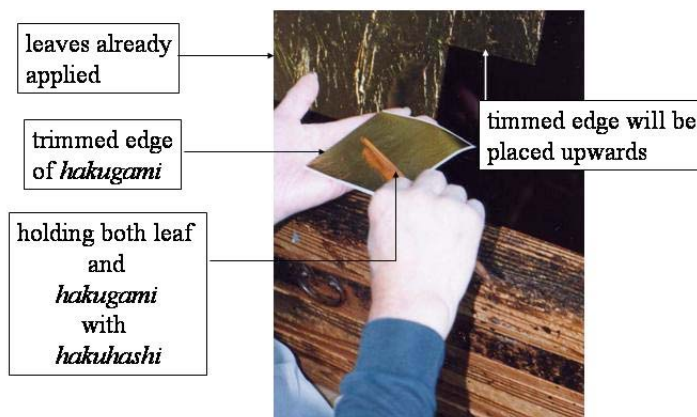 leaves already
applied
timmed edge will be
placed upwards
trimmed edge
of hakugami
holding both leaf
and
hakugami
with
hakuhashi